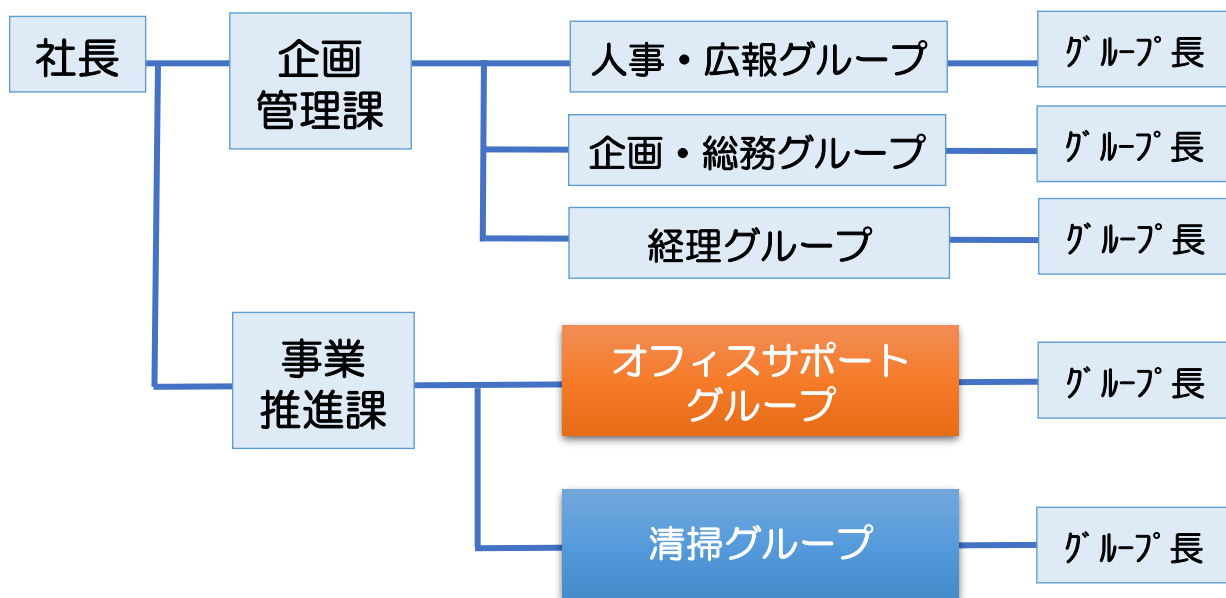 社長
企画
管理課
人事・広報グループ
ｸﾞﾙｰﾌﾟ長
企画・総務グループ
ｸﾞﾙｰﾌﾟ長
経理グループ
ｸﾞﾙｰﾌﾟ長
事業
推進課
オフィスサポート
グループ
ｸﾞﾙｰﾌﾟ長
清掃グループ
ｸﾞﾙｰﾌﾟ長